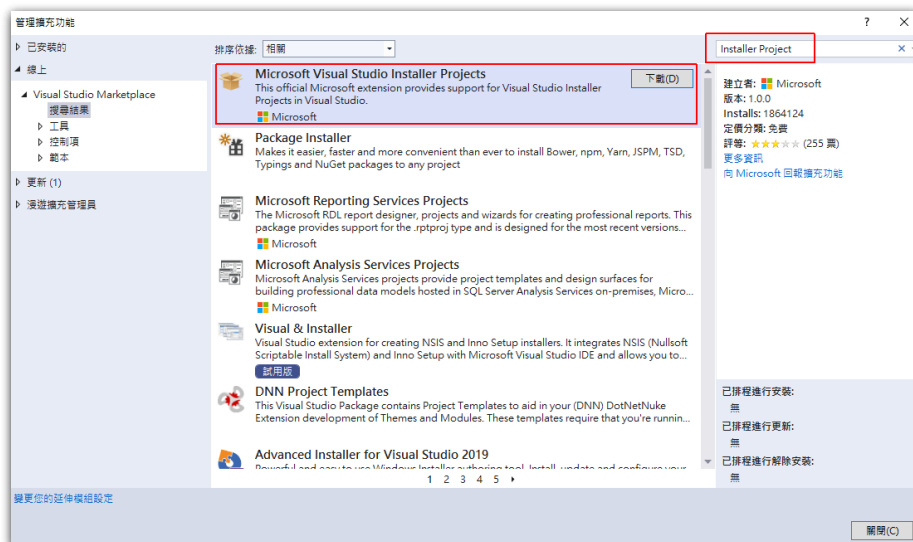 管理擴充功能
? ×
已安裝的
線上
Visual Studio Marketplace
搜尋結果
工具
控制項
範本
更新 (1)
漫遊擴充管理員
變更您的延伸模組設定
排序依據: 相關
Microsoft Visual Studio Installer Projects
下載(D)
This official Microsoft extension provides support for Visual Studio Installer
Projects in Visual Studio.
Microsoft
Package Installer
Makes it easier, faster and more convenient than ever to install Bower, npm, Yarn, JSPM, TSD,
Typings and NuGet packages to any project
Microsoft Reporting Services Projects
The Microsoft RDL report designer, projects and wizards for creating professional reports. This
package provides support for the .rptproj type and is designed for the most recent versions...
Microsoft
Microsoft Analysis Services Projects
Microsoft Analysis Services projects provide project templates and design surfaces for
building professional data models hosted in SQL Server Analysis Services on-premises, Micro...
Microsoft
Visual & Installer
Visual Studio extension for creating NSIS and Inno Setup installers. It integrates NSIS (Nullsoft
Scriptable Install System) and Inno Setup with Microsoft Visual Studio IDE and allows you to...
試用版
DNN Project Templates
This Visual Studio Package contains Project Templates to aid in your (DNN) DotNetNuke
Extension development of Themes and Modules. These templates require that you're runnin...
Advanced Installer for Visual Studio 2019
Powerful and easy to use Windows Installer authoring tool. Install, update and configure your
1 2 3 4 5
Installer Project
建立者: Microsoft
版本: 1.0.0
Installs: 1864124
定價分類: 免費
評等: (255 票)
更多資訊
向 Microsoft 回報擴充功能
已排程進行安裝:
無
已排程進行更新:
無
已排程進行解除安裝:
無
關閉(C)